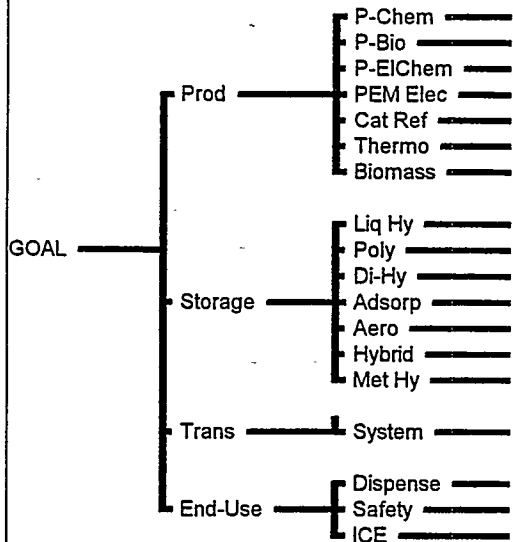 P-Chem
P-Bio
P-ElChem
Prod PEM Elec
Cat Ref
Thermo
Biomass
Liq Hy
GOAL Poly
Di-Hy
Storage Adsorp
Aero
Hybrid
Met Hy
Trans System
Dispense
End-Use Safety
ICE